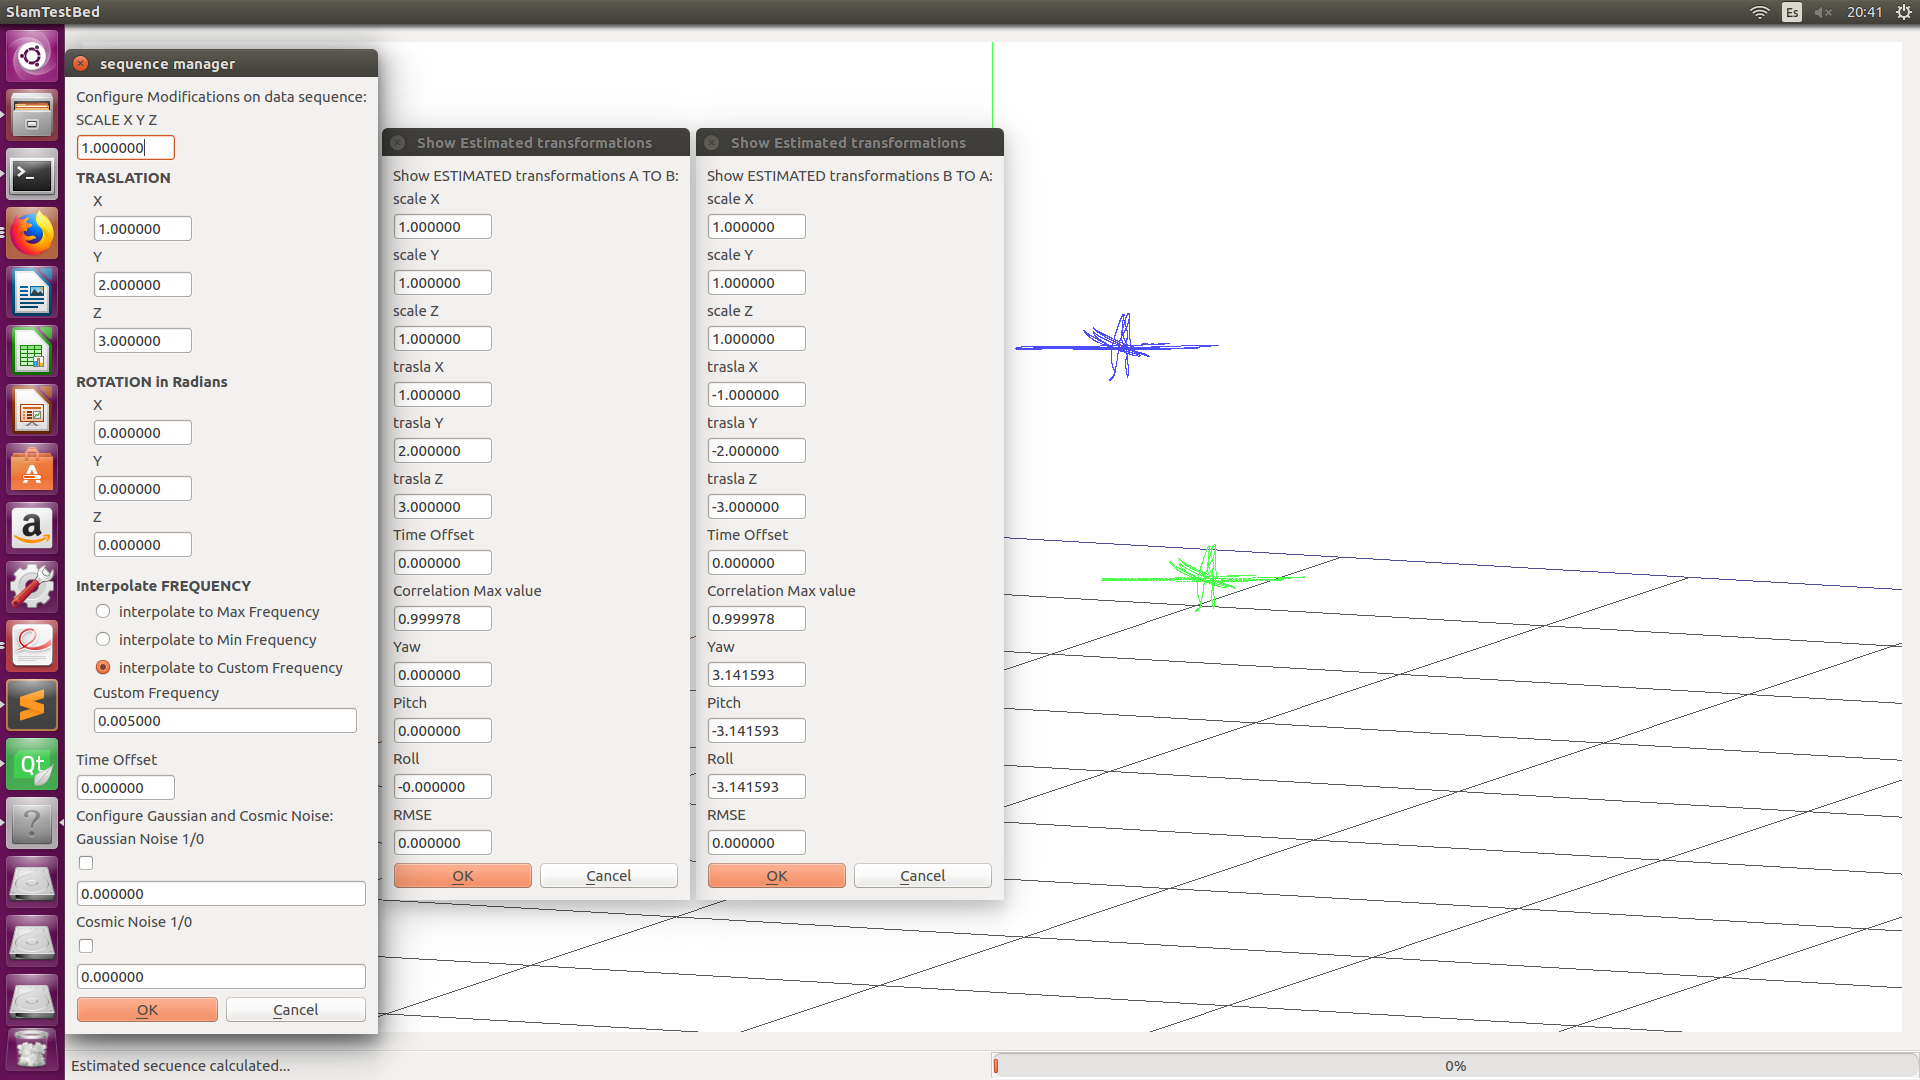 SlamTestBed
Es
20:41
sequence manager
Configure Modifications on data sequence:
SCALE X Y Z
1.000000
TRASLATION
X
1.000000
Y
2.000000
Z
3.000000
ROTATION in Radians
X
0.000000
Y
0.000000
Z
0.000000
Interpolate FREQUENCY
interpolate to Max Frequency
interpolate to Min Frequency
interpolate to Custom Frequency
Custom Frequency
0.005000
Time Offset
0.000000
Configure Gaussian and Cosmic Noise:
Gaussian Noise 1/0
0.000000
Cosmic Noise 1/0
0.000000
OK
Cancel
Show Estimated transformations
Show ESTIMATED transformations A TO B:
scale X
1.000000
scale Y
1.000000
scale Z
1.000000
trasla X
1.000000
trasla Y
2.000000
trasla Z
3.000000
Time Offset
0.000000
Correlation Max value
0.999978
Yaw
0.000000
Pitch
0.000000
Roll
-0.000000
RMSE
0.000000
OK
Cancel
Show Estimated transformations
Show ESTIMATED transformations B TO A:
scale X
1.000000
scale Y
1.000000
scale Z
1.000000
trasla X
-1.000000
trasla Y
-2.000000
trasla Z
-3.000000
Time Offset
0.000000
Correlation Max value
0.999978
Yaw
3.141593
Pitch
-3.141593
Roll
-3.141593
RMSE
0.000000
OK
Cancel
Qt
Estimated secuence calculated...
0%